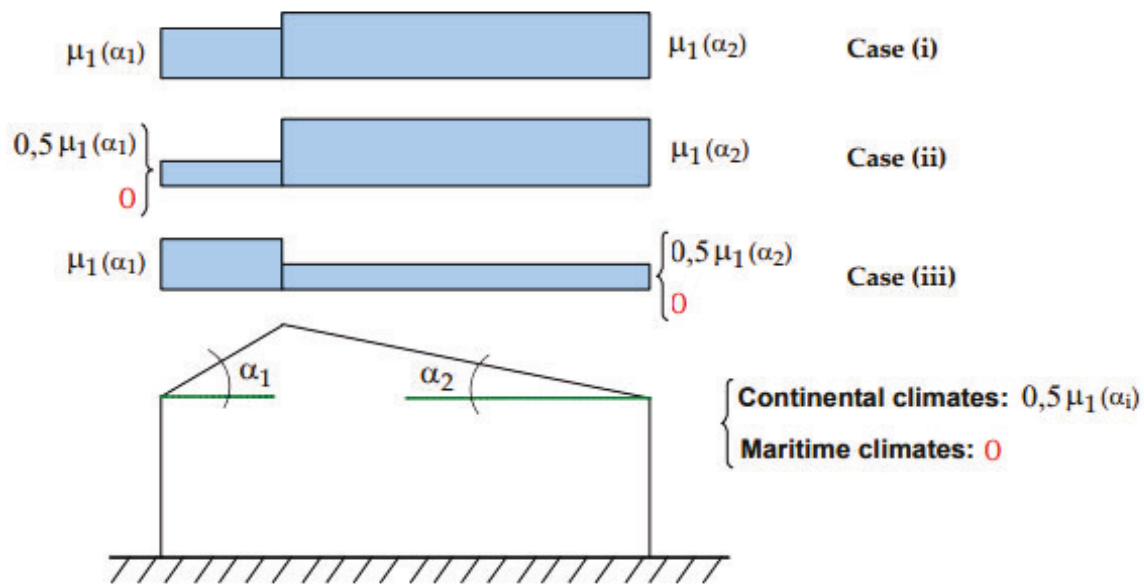 μ1(α1) μ1(α2) Case (i)
0,5 μ1(α1)
0
μ1(α2) Case (ii)
μ1(α1)
0,5 μ1(α2)
0
Case (iii)
α1 α2
Continental climates: 0,5 μ1(αi)
Maritime climates: 0